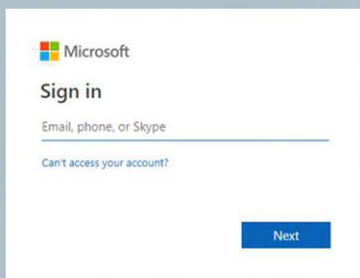 Microsoft
Sign in
Email, phone, or Skype
Can't access your account?
Next